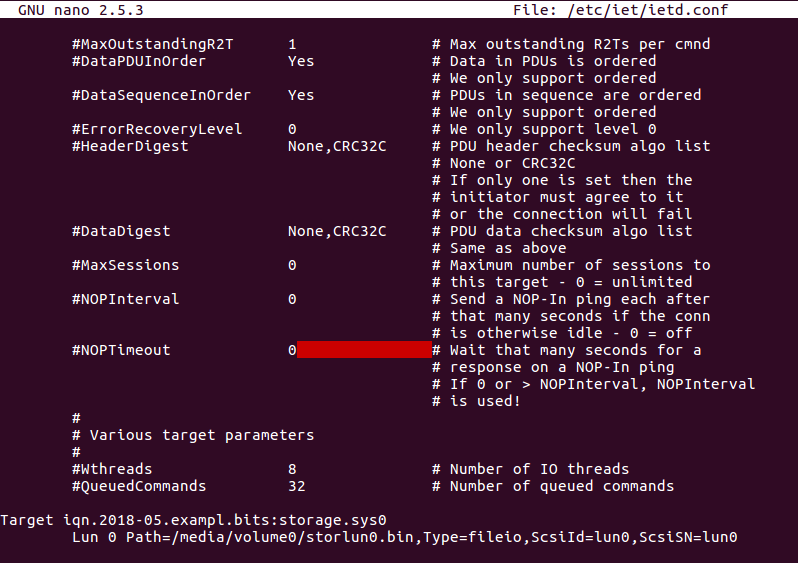 GNU nano 2.5.3 File: /etc/iet/ietd.conf
#MaxOutstandingR2T 1 # Max outstanding R2Ts per cmnd
#DataPDUInOrder Yes # Data in PDUs is ordered
# We only support ordered
#DataSequenceInOrder Yes # PDUs in sequence are ordered
# We only support ordered
#ErrorRecoveryLevel 0 # We only support level 0
#HeaderDigest None,CRC32C # PDU header checksum algo list
# None or CRC32C
# If only one is set then the
# initiator must agree to it
# or the connection will fail
#DataDigest None,CRC32C # PDU data checksum algo list
# Same as above
#MaxSessions 0 # Maximum number of sessions to
# this target - 0 = unlimited
#NOPInterval 0 # Send a NOP-In ping each after
# that many seconds if the conn
# is otherwise idle - 0 = off
#NOPTimeout 0 # Wait that many seconds for a
# response on a NOP-In ping
# If 0 or > NOPInterval, NOPInterval
# is used!
#
# Various target parameters
#
#Wthreads 8 # Number of IO threads
#QueuedCommands 32 # Number of queued commands
Target iqn.2018-05.exampl.bits:storage.sys0
Lun 0 Path=/media/volume0/storlun0.bin,Type=fileio,ScsiId=lun0,ScsiSN=lun0